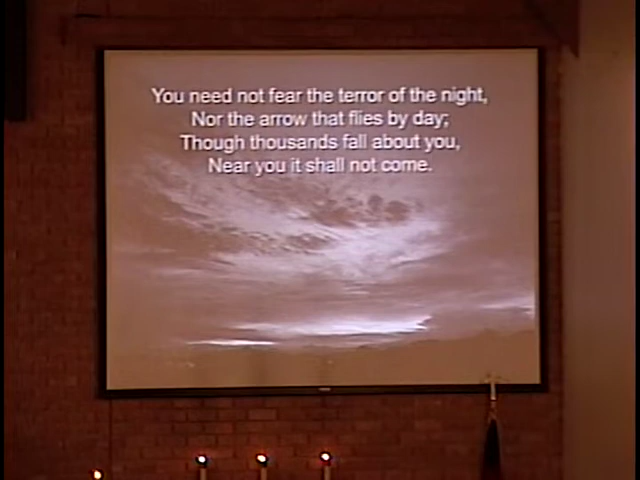 You need not fear the terror of the night,
Nor the arrow that flies by day;
Though thousands fall about you,
Near you it shall not come.